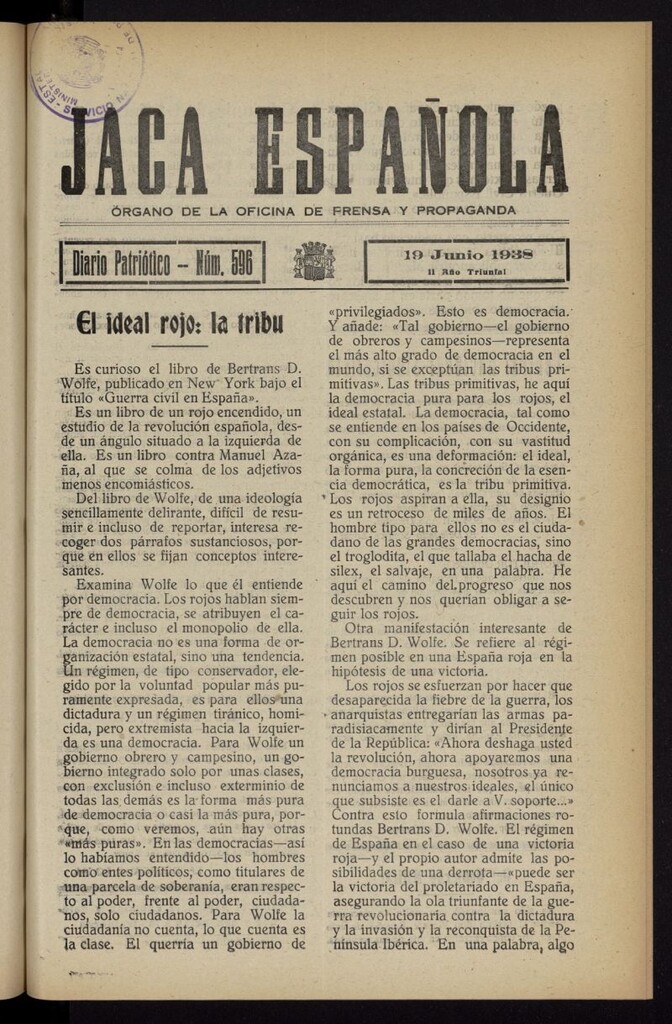 JACA ESPAÑOLA
ÓRGANO DE LA OFICINA DE PRENSA Y PROPAGANDA
Diario Patriótico — Núm. 596
19 Junio 1938
II Año Triunfal
El ideal rojo: la tribu
Es curioso el libro de Bertrans D.
Wolfe, publicado en New York bajo el
título «Guerra civil en España».
Es un libro de un rojo encendido, un
estudio de la revolución española, des-
de un ángulo situado a la izquierda de
ella. Es un libro contra Manuel Aza-
ña, al que se colma de los adjetivos
menos encomiásticos.
Del libro de Wolfe, de una ideología
sencillamente delirante, difícil de resu-
mir e incluso de reportar, interesa re-
coger dos párrafos sustanciosos, por-
que en ellos se fijan conceptos intere-
santes.
Examina Wolfe lo que él entiende
por democracia. Los rojos hablan siem-
pre de democracia, se atribuyen el ca-
rácter e incluso el monopolio de ella.
La democracia no es una forma de or-
ganización estatal, sino una tendencia.
Un régimen, de tipo conservador, ele-
gido por la voluntad popular más pu-
ramente expresada, es para ellos una
dictadura y un régimen tiránico, homi-
cida, pero extremista hacia la izquier-
da es una democracia. Para Wolfe un
gobierno obrero y campesino, un go-
bierno integrado solo por unas clases,
con exclusión e incluso exterminio de
todas las demás es la forma más pura
de democracia o casi la más pura, por-
que, como veremos, aún hay otras
«más puras». En las democracias—así
lo habíamos entendido—los hombres
como entes políticos, como titulares de
una parcela de soberanía, eran respec
to al poder, frente al poder, ciudada-
nos, solo ciudadanos. Para Wolfe la
ciudadanía no cuenta, lo que cuenta es
la clase. El querría un gobierno de
«privilegiados». Esto es democracia.
Y añade: «Tal gobierno—el gobierno
de obreros y campesinos—representa
el más alto grado de democracia en el
mundo, si se exceptúan las tribus pri-
mitivas». Las tribus primitivas, he aquí
la democracia pura para los rojos, el
ideal estatal. La democracia, tal como
se entiende en los países de Occidente,
con su complicación, con su vastitud
orgánica, es una deformación: el ideal,
la forma pura, la concreción de la esen-
cia democrática, es la tribu primitiva.
Los rojos aspiran a ella, su designio
es un retroceso de miles de años. El
hombre tipo para ellos no es el ciuda-
dano de las grandes democracias, sino
el troglodita, el que tallaba el hacha de
silex, el salvaje, en una palabra. He
aquí el camino del progreso que nos
descubren y nos querían obligar a se-
guir los rojos.
Otra manifestación interesante de
Bertrans D. Wolfe. Se refiere al régi-
men posible en una España roja en la
hipótesis de una victoria.
Los rojos se esfuerzan por hacer que
desaparecida la fiebre de la guerra, los
anarquistas entregarían las armas pa-
radisiacamente y dirían al Presidente
de la República: «Ahora deshaga usted
la revolución, ahora apoyaremos una
democracia burguesa, nosotros ya re-
nunciamos a nuestros ideales, el único
que subsiste es el darle a V. soporte...»
Contra esto formula afirmaciones ro-
tundas Bertrans D. Wolfe. El régimen
de España en el caso de una victoria
roja—y el propio autor admite las po-
sibilidades de una derrota—«puede ser
la victoria del proletariado en España,
asegurando la ola triunfante de la gue-
rra revolucionaria contra la dictadura
y la invasión y la reconquista de la Pe-
nínsula Ibérica. En una palabra, algo